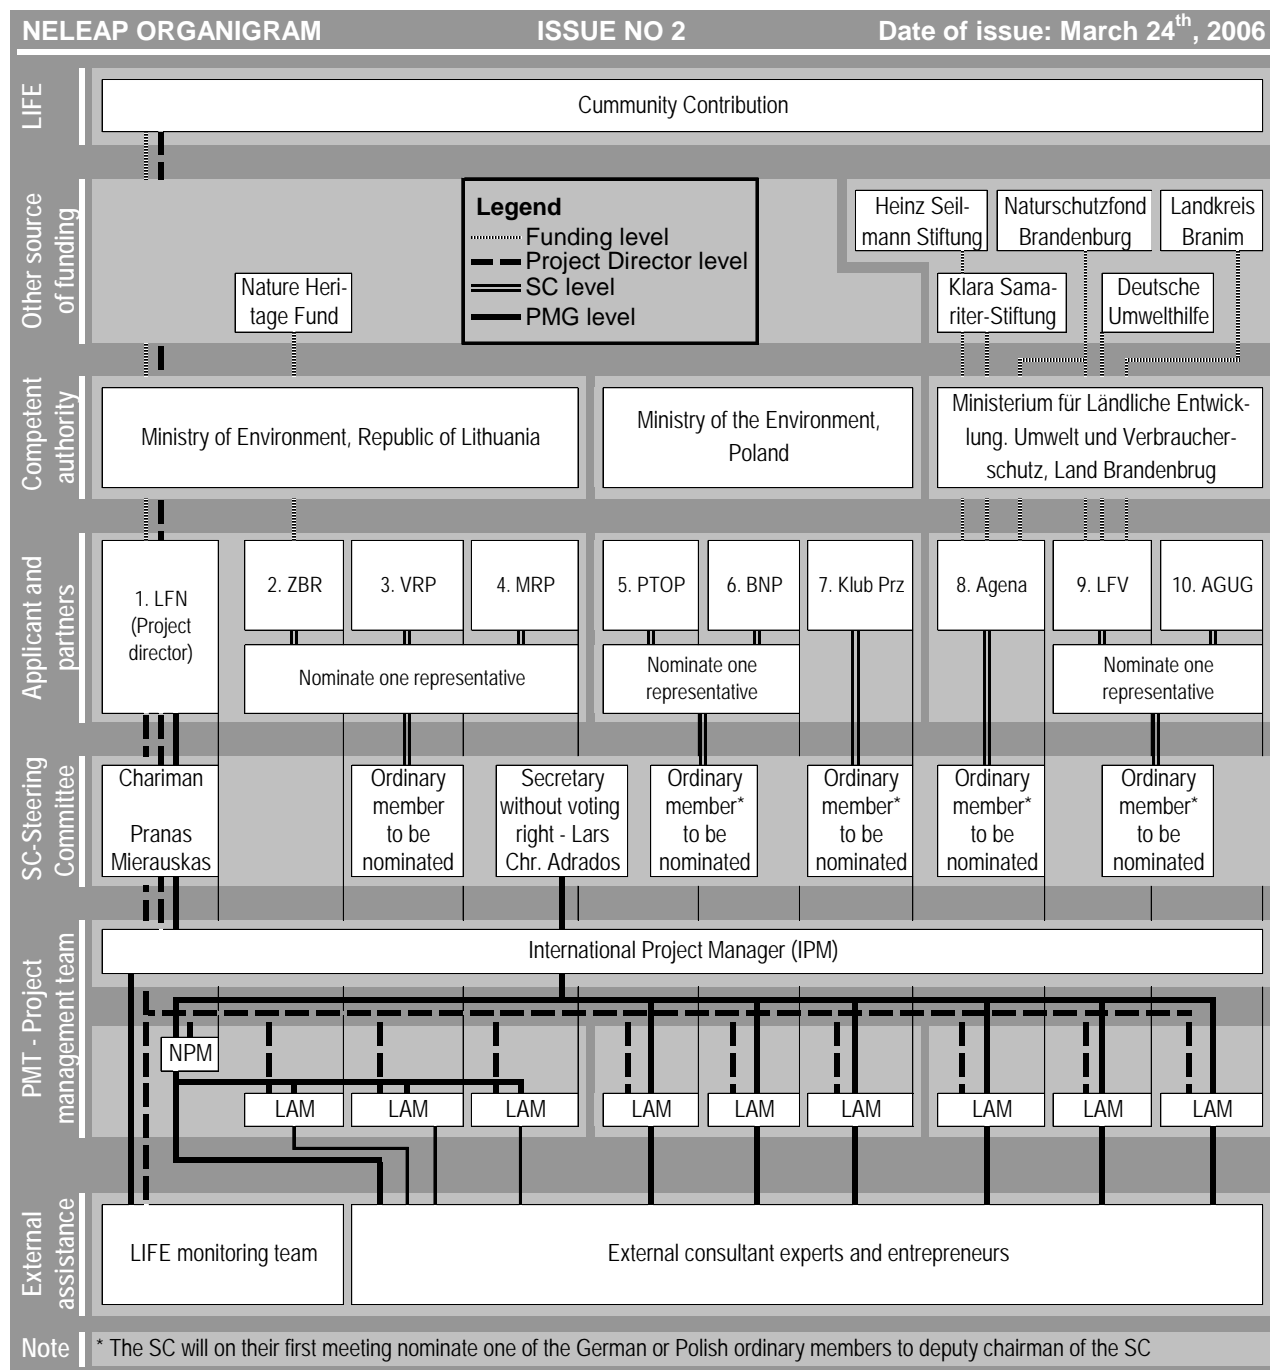 NELEAP ORGANIGRAM ISSUE NO 2 Date of issue: March 24th, 2006
LIFE
Cummunity Contribution
Other source
of funding
Legend
Funding level
Project Director level
SC level
PMG level
Heinz Seil-
mann Stiftung
Naturschutzfond
Brandenburg
Landkreis
Branim
Nature Heri-
tage Fund
Klara Sama-
riter-Stiftung
Deutsche
Umwelthilfe
Competent
authority
Ministry of Environment, Republic of Lithuania
Ministry of the Environment,
Poland
Ministerium für Ländliche Entwick-
lung. Umwelt und Verbraucher-
schutz, Land Brandenbrug
Applicant and
partners
1. LFN
(Project
director)
2. ZBR
3. VRP
4. MRP
5. PTOP
6. BNP
7. Klub Prz
8. Agena
9. LFV
10. AGUG
Nominate one representative
Nominate one
representative
Nominate one
representative
SC-Steering
Committee
Chariman
Pranas
Mierauskas
Ordinary
member
to be
nominated
Secretary
without voting
right - Lars
Chr. Adrados
Ordinary
member*
to be
nominated
Ordinary
member*
to be
nominated
Ordinary
member*
to be
nominated
Ordinary
member*
to be
nominated
PMT - Project
management team
International Project Manager (IPM)
NPM
LAM
LAM
LAM
LAM
LAM
LAM
LAM
LAM
LAM
External
assistance
LIFE monitoring team
External consultant experts and entrepreneurs
Note
* The SC will on their first meeting nominate one of the German or Polish ordinary members to deputy chairman of the SC